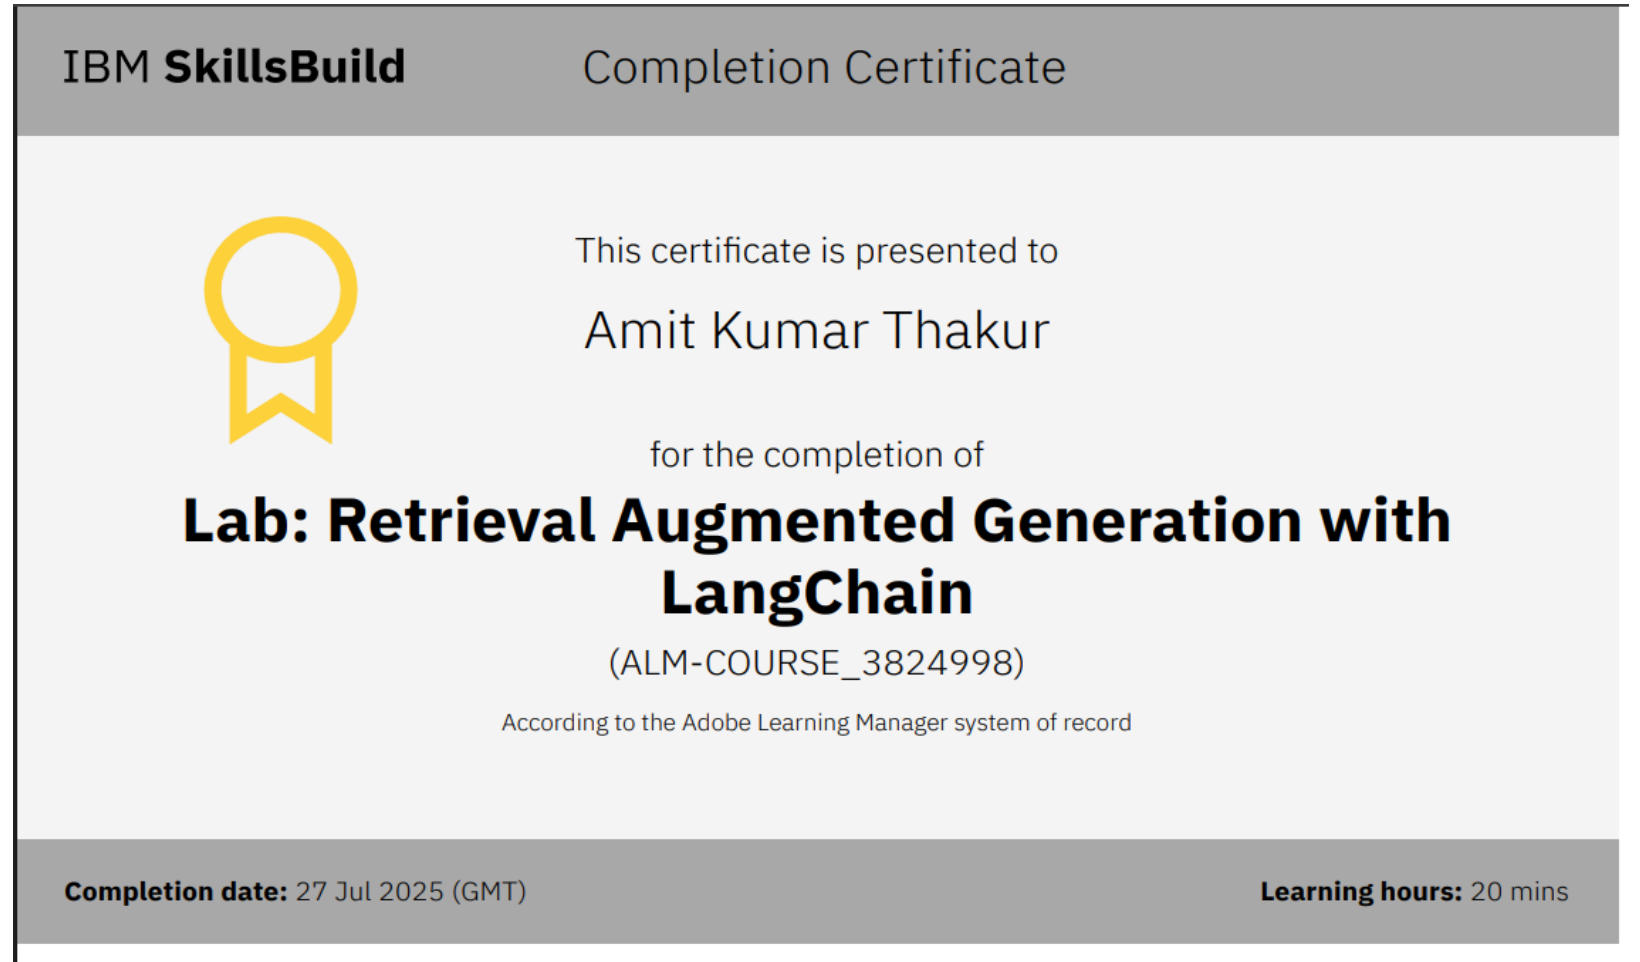 IBM SkillsBuild
Completion Certificate
This certificate is presented to
Amit Kumar Thakur
for the completion of
Lab: Retrieval Augmented Generation with
LangChain
(ALM-COURSE_3824998)
According to the Adobe Learning Manager system of record
Completion date: 27 Jul 2025 (GMT)
Learning hours: 20 mins